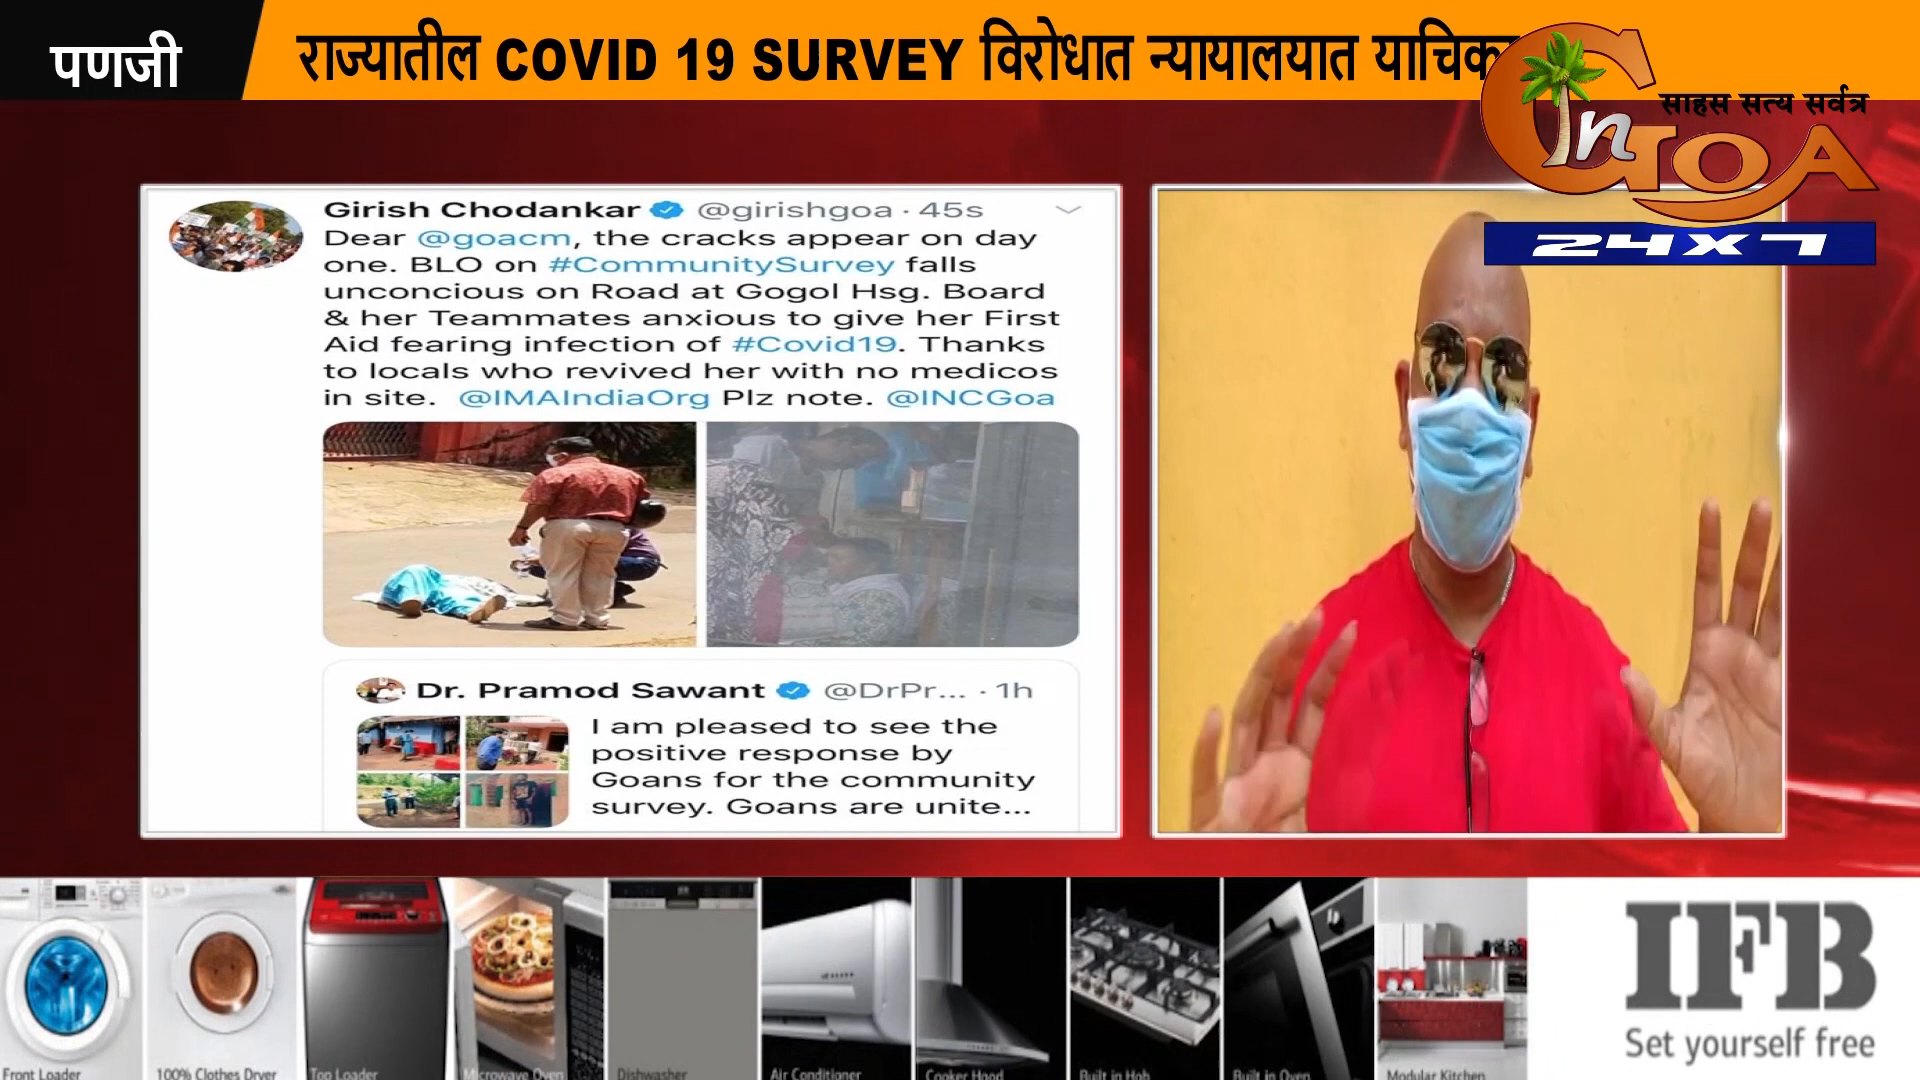 पणजी
राज्यातील COVID 19 SURVEY विरोधात न्यायालयात
साहस सत्य सर्वत्र
in GOA
24X7
Girish Chodankar @girishgoa · 45s
Dear @goacm, the cracks appear on day
one. BLO on #CommunitySurvey falls
unconcious on Road at Gogol Hsg. Board
& her Teammates anxious to give her First
Aid fearing infection of #Covid19. Thanks
to locals who revived her with no medicos
in site. @IMAIndiaOrg Plz note. @INCGoa
Dr. Pramod Sawant @DrPr... · 1h
I am pleased to see the
positive response by
Goans for the community
survey. Goans are unite...
Front Loader
100% Clothes Dryer
Top Loader
Microwave Oven
Dishwasher
Air Conditioner
Cooker Hood
Built in Hob
Built in Oven
Modular Kitchen
IFB
Set yourself free